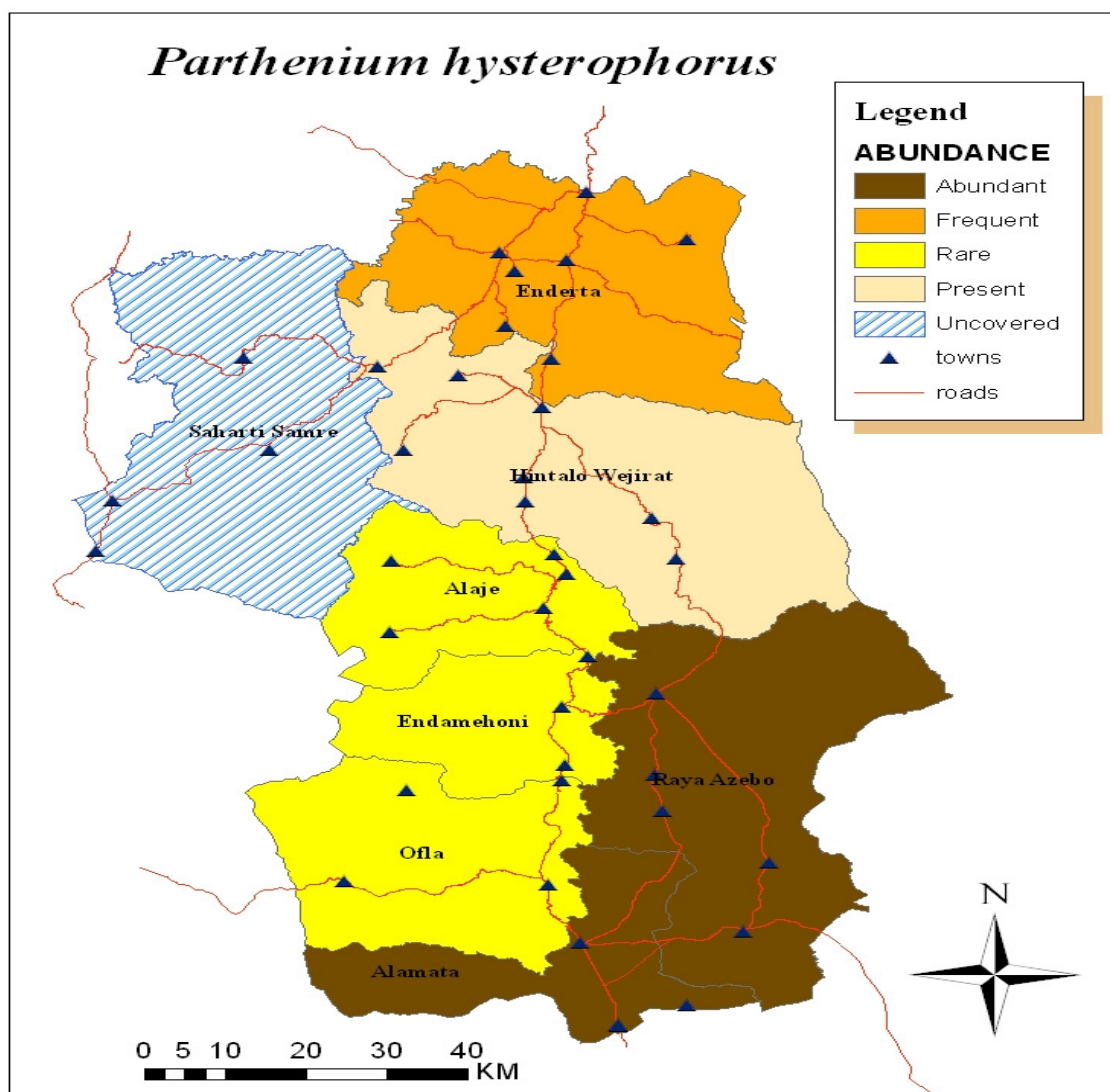 Parthenium hysterophorus
Legend
ABUNDANCE
Abundant
Frequent
Rare
Present
Uncovered
towns
roads
Enderta
Saharti Samre
Hintalo Wejirat
Alaje
Endamehoni
Raya Azebo
Ofla
Alamata
N
0 5 10 20 30 40
KM